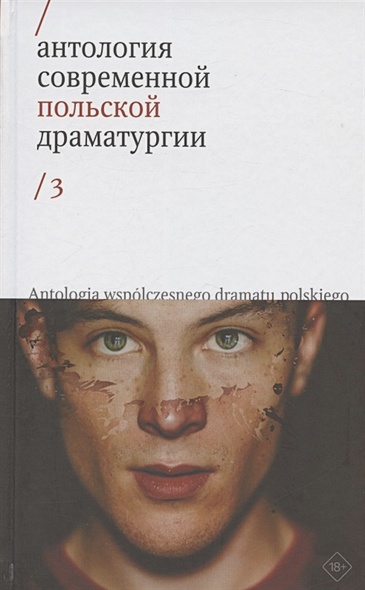 /
антология
современной
польской
драматургии
/3
Antologia współczesnego dramatu polskiego
18+